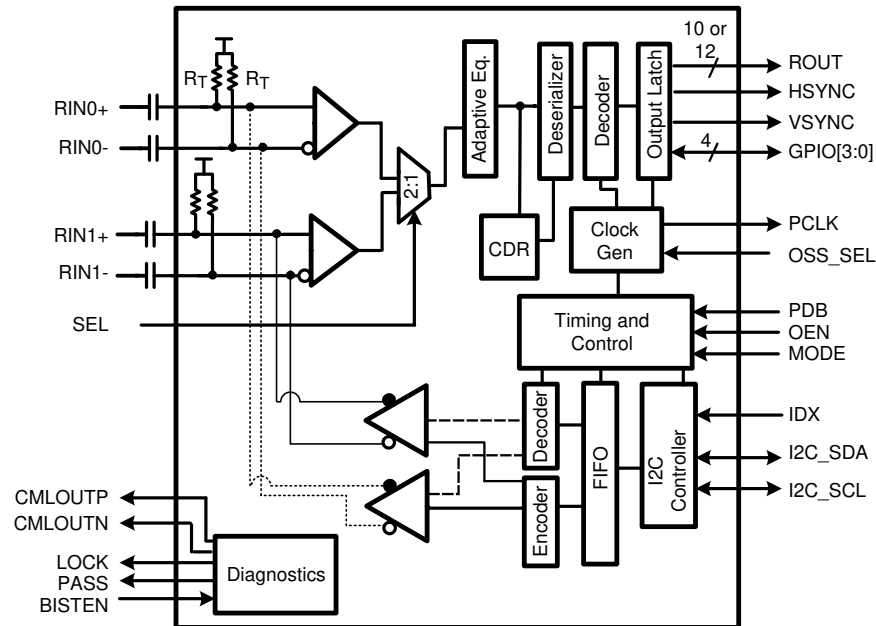 10 or
12
ROUT
HSYNC
VSYNC
4
GPIO[3:0]
RT
RT
RIN0+
RIN0-
RIN1+
RIN1-
SEL
2:1
Adaptive Eq.
Deserializer
Decoder
Output Latch
CDR
Clock
Gen
PCLK
OSS_SEL
Timing and
Control
PDB
OEN
MODE
Decoder
Encoder
FIFO
I2C
Controller
IDX
I2C_SDA
I2C_SCL
CMLOUTP
CMLOUTN
LOCK
PASS
BISTEN
Diagnostics